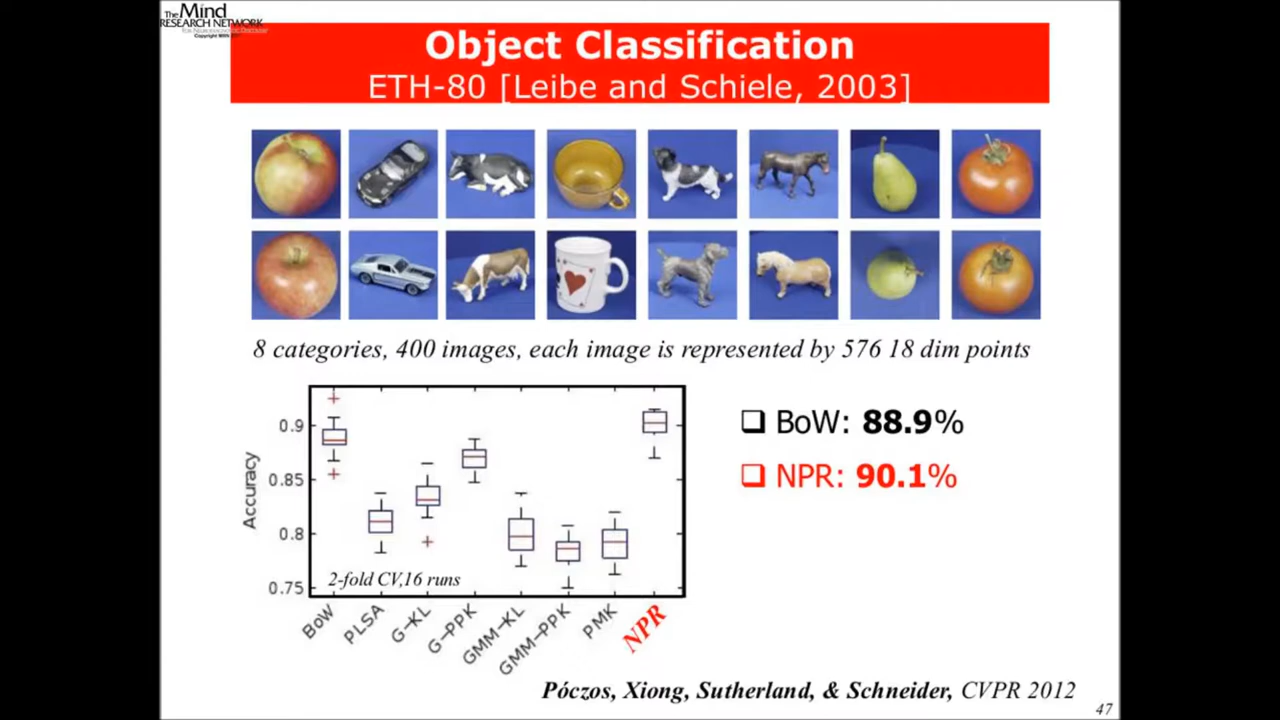 The Mind
RESEARCH NETWORK
FOR NEURODIAGNOSTIC DISCOVERY
Object Classification
ETH-80 [Leibe and Schiele, 2003]
8 categories, 400 images, each image is represented by 576 18 dim points
Accuracy
0.9
0.85
0.8
0.75
2-fold CV,16 runs
BoW
PLSA
G-KL
G-PPK
GMM-KL
GMM-PPK
PMK
NPR
❑ BoW: 88.9%
❑ NPR: 90.1%
Póczos, Xiong, Sutherland, & Schneider, CVPR 2012
47